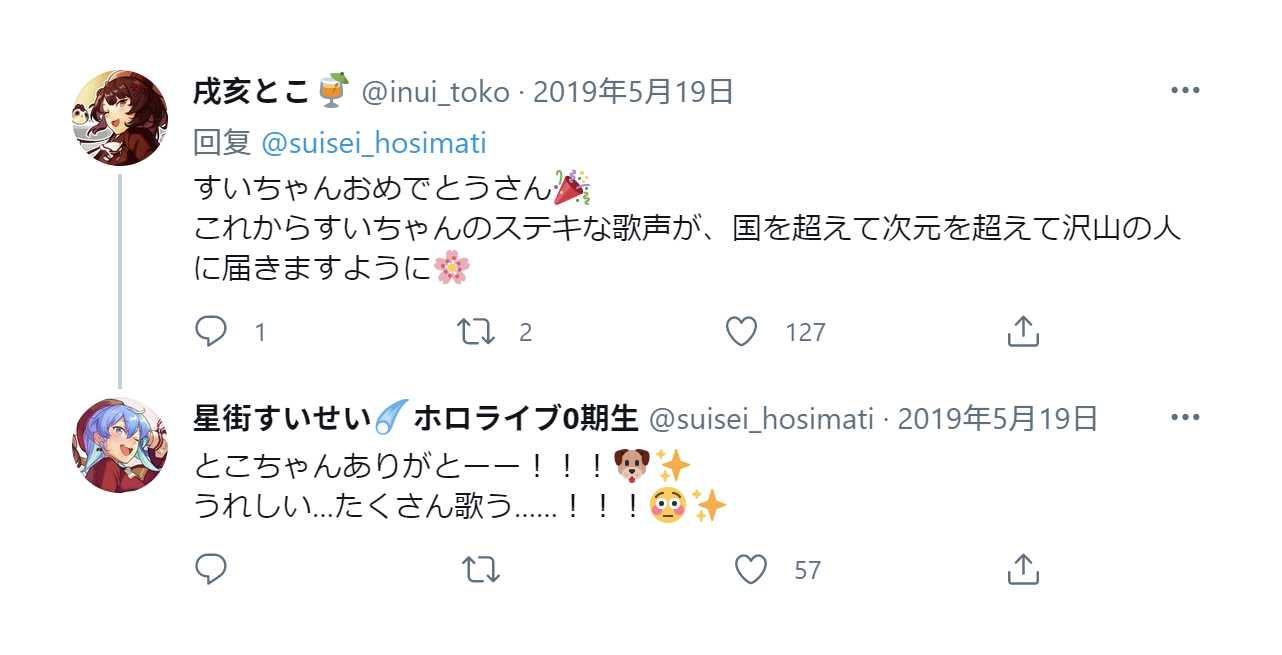 戌亥とこ🍹 @inui_toko · 2019年5月19日
回复 @suisei_hosimati
すいちゃんおめでとうさん🎉
これからすいちゃんのステキな歌声が、国を超えて次元を超えて沢山の人
に届きますように🌸
1 2 127
星街すいせい☄️ホロライブ0期生 @suisei_hosimati · 2019年5月19日
とこちゃんありがとーー！！！🐶✨
うれしい...たくさん歌う......！！！😳✨
57